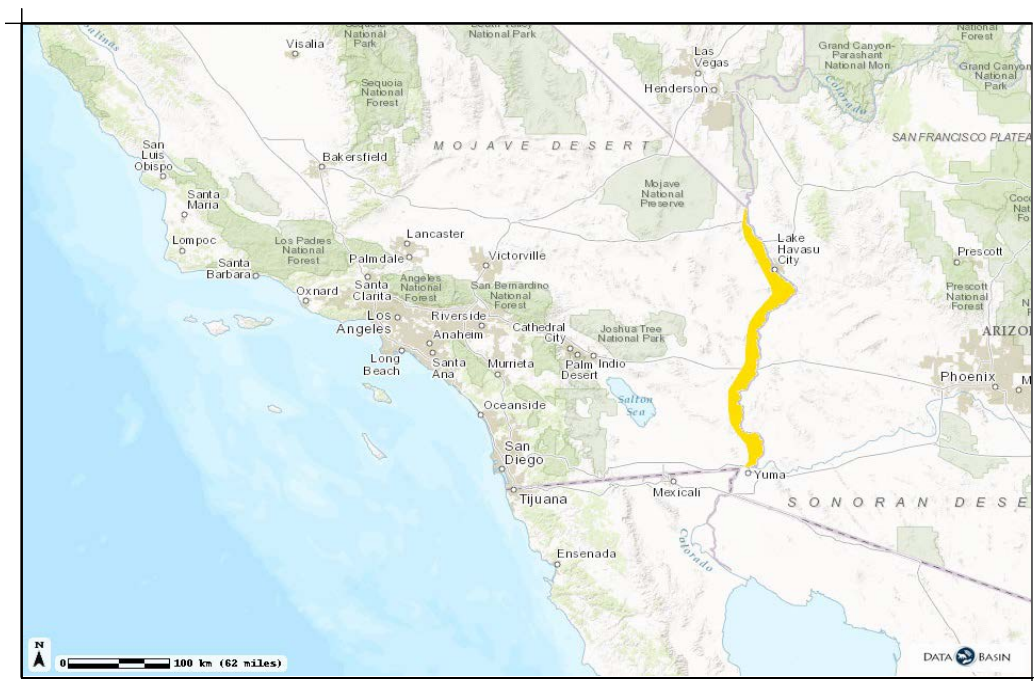 Salinas
Visalia
Sequoia
National
Park
National Park
Sequoia
National
Forest
Las
Vegas
Henderson
Grand Canyon-
Parashant
National Mon
National
Forest
Grand Canyon
National
Park
Colorado
SAN FRANCISCO PLATEA
MOJAVE DESERT
San
Luis
Obispo
Bakersfield
Mojave
National
Preserve
Santa
Maria
Lompoc
Los Padres
National
Forest
Lancaster
Palmdale
Victorville
Lake
Havasu
City
Prescott
Prescott
National
Forest
Santa
Barbara
Oxnard
Santa
Clarita
Angeles
National
Forest
San Bernardino
National
Forest
Los
Angeles
Riverside
Anaheim
Cathedral
City
Joshua Tree
National Park
Long
Beach
Santa
Ana
Murrieta
Palm
Desert
Indio
Phoenix
Oceanside
Salton
Sea
San
Diego
Tijuana
Mexicali
Yuma
SONORAN DESE
Ensenada
Colorado
N
0 100 km (62 miles)
DATA BASIN